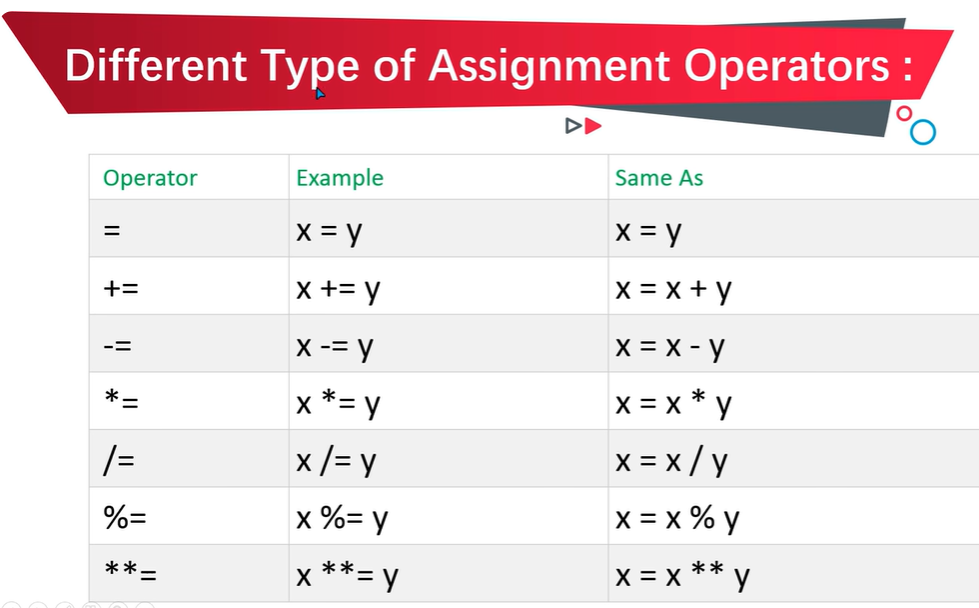 Different Type of Assignment Operators :
Operator Example Same As
= x = y x = y
+= x += y x = x + y
-= x -= y x = x - y
*= x *= y x = x * y
/= x /= y x = x / y
%= x %= y x = x % y
**= x **= y x = x ** y